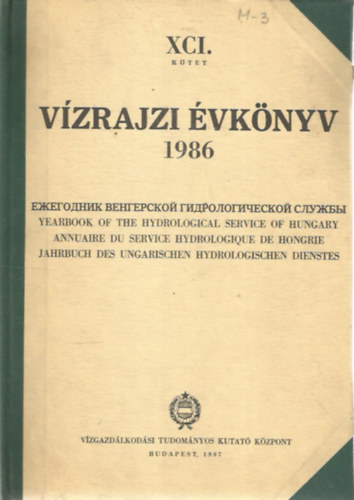 M-3
XCI.
KÖTET
VÍZRAJZI ÉVKÖNYV
1986
ЕЖЕГОДНИК ВЕНГЕРСКОЙ ГИДРОЛОГИЧЕСКОЙ СЛУЖБЫ
YEARBOOK OF THE HYDROLOGICAL SERVICE OF HUNGARY
ANNUAIRE DU SERVICE HYDROLOGIQUE DE HONGRIE
JAHRBUCH DES UNGARISCHEN HYDROLOGISCHEN DIENSTES
VÍZGAZDÁLKODÁSI TUDOMÁNYOS KUTATÓ KÖZPONT
BUDAPEST, 1987